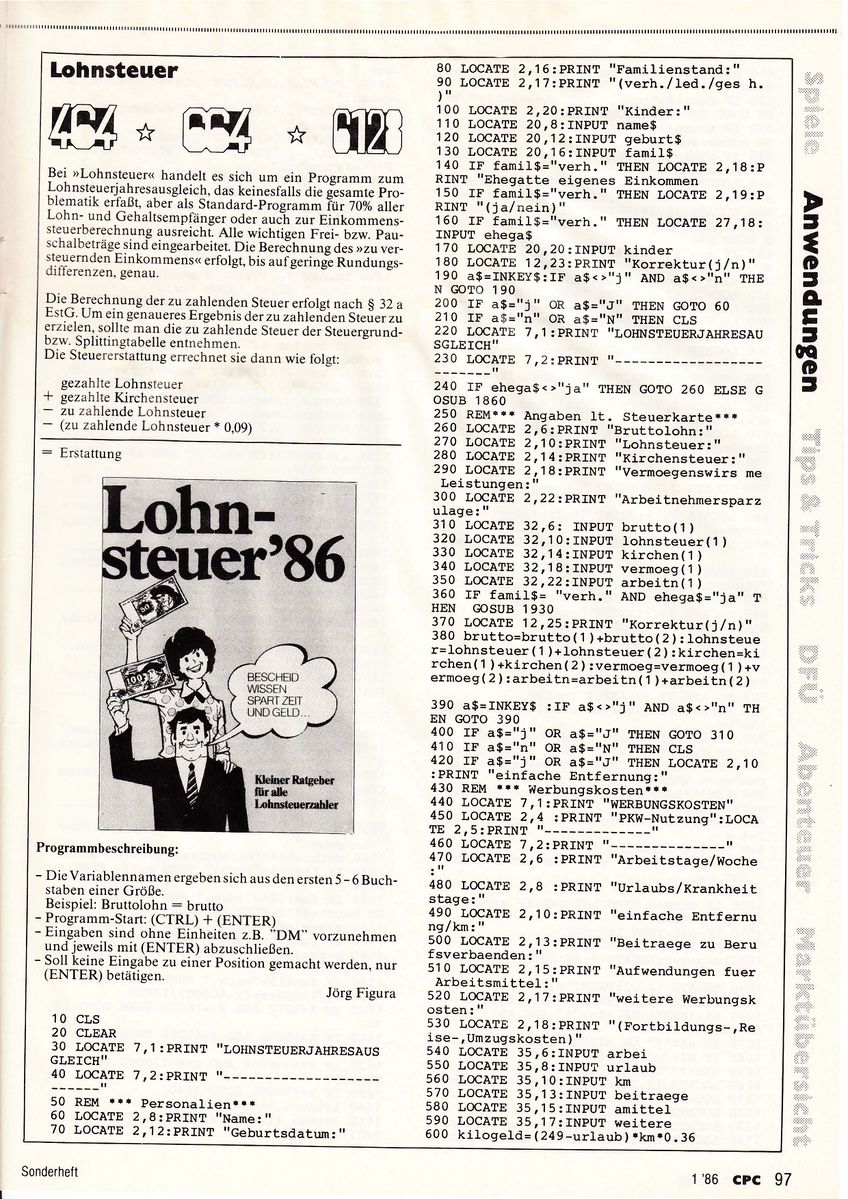 Lohnsteuer
464 ☆ 664 ☆ 6128
Bei »Lohnsteuer« handelt es sich um ein Programm zum
Lohnsteuerjahresausgleich, das keinesfalls die gesamte Pro-
blematik erfaßt, aber als Standard-Programm für 70% aller
Lohn- und Gehaltsempfänger oder auch zur Einkommens-
steuerberechnung ausreicht. Alle wichtigen Frei- bzw. Pau-
schalbeträge sind eingearbeitet. Die Berechnung des »zu ver-
steuernden Einkommens« erfolgt, bis auf geringe Rundungs-
differenzen, genau.
Die Berechnung der zu zahlenden Steuer erfolgt nach § 32 a
EstG. Um ein genaueres Ergebnis der zu zahlenden Steuer zu
erzielen, sollte man die zu zahlende Steuer der Steuergrund-
bzw. Splittingtabelle entnehmen.
Die Steuererstattung errechnet sie dann wie folgt:
gezahlte Lohnsteuer
+ gezahlte Kirchensteuer
− zu zahlende Lohnsteuer
− (zu zahlende Lohnsteuer * 0,09)
= Erstattung
Lohn-
steuer'86
50
100
BESCHEID
WISSEN
SPART ZEIT
UND GELD...
Kleiner Ratgeber
für alle
Lohnsteuerzahler
Programmbeschreibung:
- Die Variablennamen ergeben sich aus den ersten 5-6 Buch-
staben einer Größe.
Beispiel: Bruttolohn = brutto
- Programm-Start: (CTRL) + (ENTER)
- Eingaben sind ohne Einheiten z.B. "DM" vorzunehmen
und jeweils mit (ENTER) abzuschließen.
- Soll keine Eingabe zu einer Position gemacht werden, nur
(ENTER) betätigen.
Jörg Figura
10 CLS
20 CLEAR
30 LOCATE 7,1:PRINT "LOHNSTEUERJAHRESAUS
GLEICH"
40 LOCATE 7,2:PRINT "-------------------
------"
50 REM *** Personalien***
60 LOCATE 2,8:PRINT "Name:"
70 LOCATE 2,12:PRINT "Geburtsdatum:"
80 LOCATE 2,16:PRINT "Familienstand:"
90 LOCATE 2,17:PRINT "(verh./led./ges h.
)"
100 LOCATE 2,20:PRINT "Kinder:"
110 LOCATE 20,8:INPUT name$
120 LOCATE 20,12:INPUT geburt$
130 LOCATE 20,16:INPUT famil$
140 IF famil$="verh." THEN LOCATE 2,18:P
RINT "Ehegatte eigenes Einkommen
150 IF famil$="verh." THEN LOCATE 2,19:P
RINT "(ja/nein)"
160 IF famil$="verh." THEN LOCATE 27,18:
INPUT ehega$
170 LOCATE 20,20:INPUT kinder
180 LOCATE 12,23:PRINT "Korrektur(j/n)"
190 a$=INKEY$:IF a$<>"j" AND a$<>"n" THE
N GOTO 190
200 IF a$="j" OR a$="J" THEN GOTO 60
210 IF a$="n" OR a$="N" THEN CLS
220 LOCATE 7,1:PRINT "LOHNSTEUERJAHRESAU
SGLEICH"
230 LOCATE 7,2:PRINT "------------------
-------"
240 IF ehega$<>"ja" THEN GOTO 260 ELSE G
OSUB 1860
250 REM*** Angaben lt. Steuerkarte***
260 LOCATE 2,6:PRINT "Bruttolohn:"
270 LOCATE 2,10:PRINT "Lohnsteuer:"
280 LOCATE 2,14:PRINT "Kirchensteuer:"
290 LOCATE 2,18:PRINT "Vermoegenswirs me
Leistungen:"
300 LOCATE 2,22:PRINT "Arbeitnehmersparz
ulage:"
310 LOCATE 32,6: INPUT brutto(1)
320 LOCATE 32,10:INPUT lohnsteuer(1)
330 LOCATE 32,14:INPUT kirchen(1)
340 LOCATE 32,18:INPUT vermoeg(1)
350 LOCATE 32,22:INPUT arbeitn(1)
360 IF famil$= "verh." AND ehega$="ja" T
HEN  GOSUB 1930
370 LOCATE 12,25:PRINT "Korrektur(j/n)"
380 brutto=brutto(1)+brutto(2):lohnsteue
r=lohnsteuer(1)+lohnsteuer(2):kirchen=ki
rchen(1)+kirchen(2):vermoeg=vermoeg(1)+v
ermoeg(2):arbeitn=arbeitn(1)+arbeitn(2)
390 a$=INKEY$ :IF a$<>"j" AND a$<>"n" TH
EN GOTO 390
400 IF a$="j" OR a$="J" THEN GOTO 310
410 IF a$="n" OR a$="N" THEN CLS
420 IF a$="j" OR a$="J" THEN LOCATE 2,10
:PRINT "einfache Entfernung:"
430 REM *** Werbungskosten***
440 LOCATE 7,1:PRINT "WERBUNGSKOSTEN"
450 LOCATE 2,4 :PRINT "PKW-Nutzung":LOCA
TE 2,5:PRINT "-------------"
460 LOCATE 7,2:PRINT "--------------"
470 LOCATE 2,6 :PRINT "Arbeitstage/Woche
:"
480 LOCATE 2,8 :PRINT "Urlaubs/Krankheit
stage:"
490 LOCATE 2,10:PRINT "einfache Entfernu
ng/km:"
500 LOCATE 2,13:PRINT "Beitraege zu Beru
fsverbaenden:"
510 LOCATE 2,15:PRINT "Aufwendungen fuer
Arbeitsmittel:"
520 LOCATE 2,17:PRINT "weitere Werbungsk
osten:"
530 LOCATE 2,18:PRINT "(Fortbildungs-,Re
ise-,Umzugskosten)"
540 LOCATE 35,6:INPUT arbei
550 LOCATE 35,8:INPUT urlaub
560 LOCATE 35,10:INPUT km
570 LOCATE 35,13:INPUT beitraege
580 LOCATE 35,15:INPUT amittel
590 LOCATE 35,17:INPUT weitere
600 kilogeld=(249-urlaub)*km*0.36
Spiele
Anwendungen
Tips & Tricks
DFÜ
Abenteuer
Marktübersicht
Sonderheft
1 '86 CPC 97